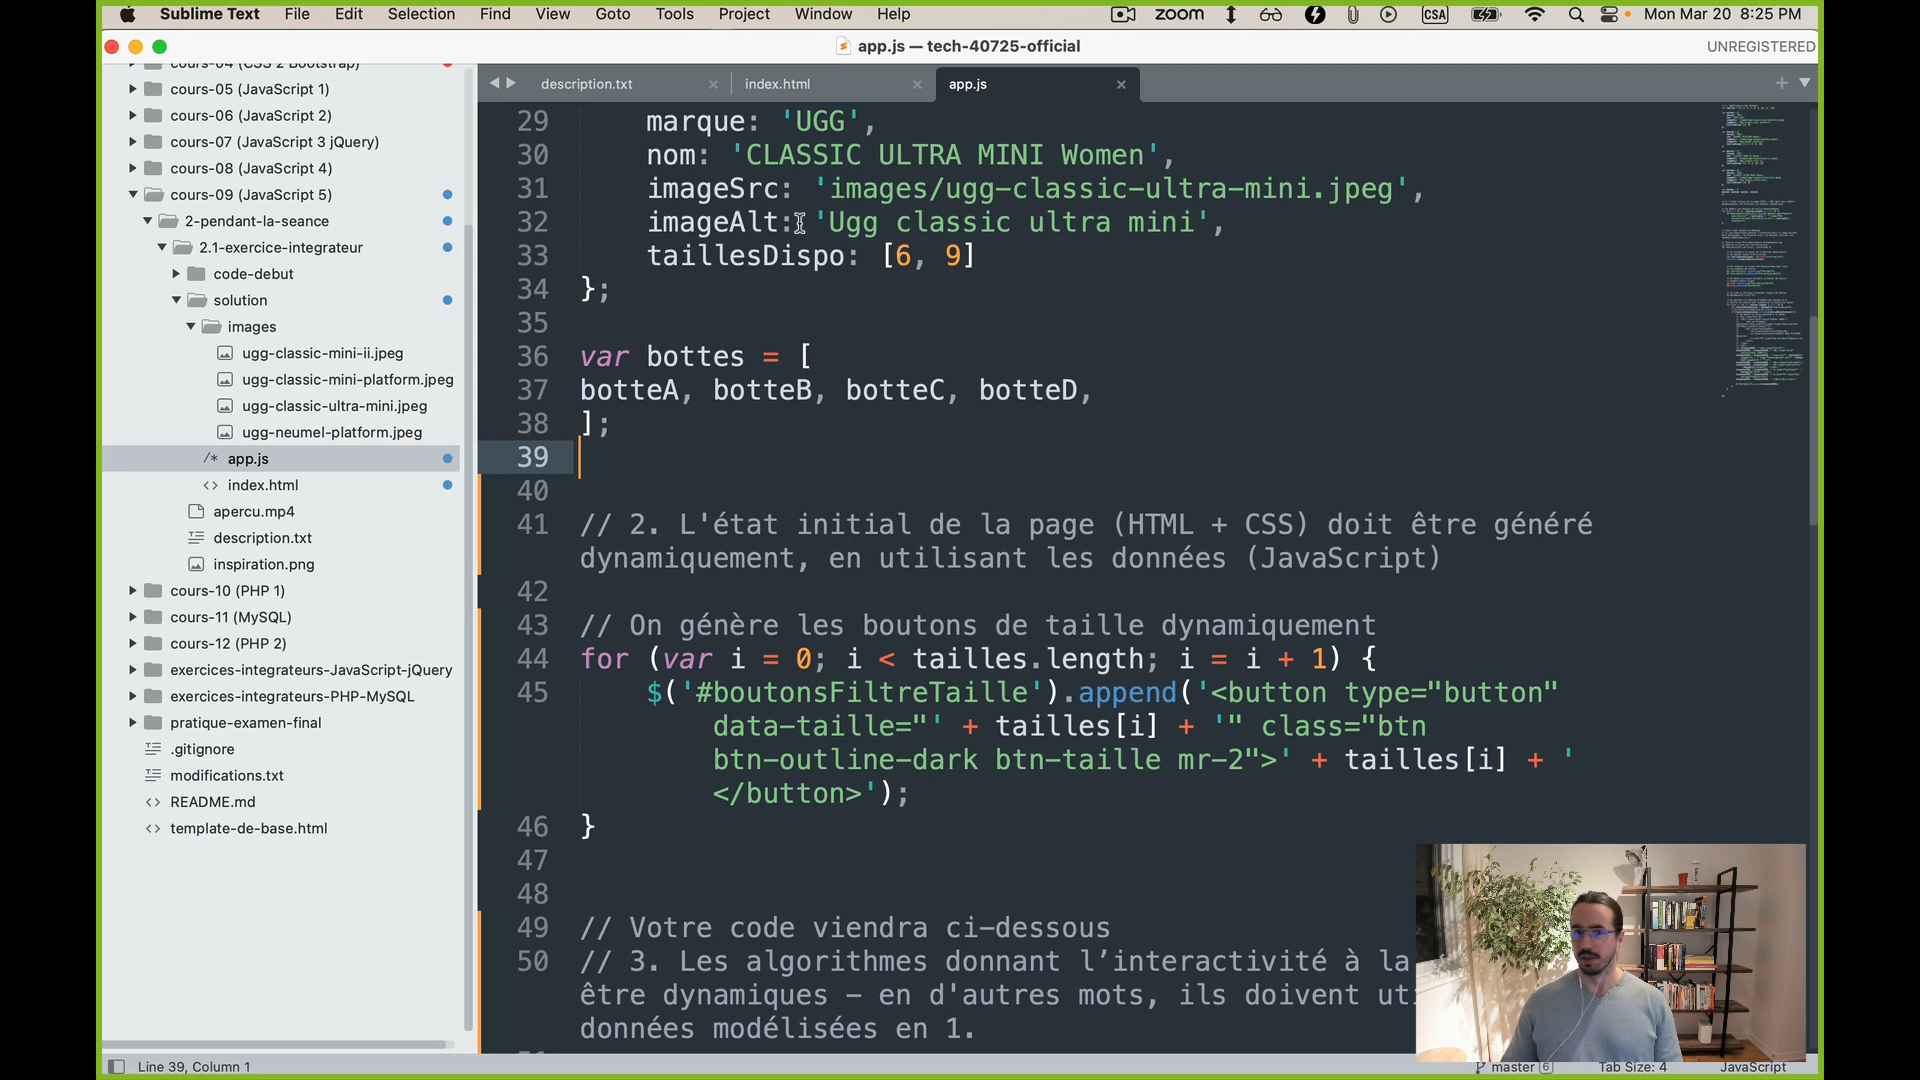 Sublime Text File Edit Selection Find View Goto Tools Project Window Help zoom CSA Mon Mar 20 8:25 PM
app.js — tech-40725-official UNREGISTERED
cours-04 (CSS 2 Bootstrap)
cours-05 (JavaScript 1)
cours-06 (JavaScript 2)
cours-07 (JavaScript 3 jQuery)
cours-08 (JavaScript 4)
cours-09 (JavaScript 5)
2-pendant-la-seance
2.1-exercice-integrateur
code-debut
solution
images
ugg-classic-mini-ii.jpeg
ugg-classic-mini-platform.jpeg
ugg-classic-ultra-mini.jpeg
ugg-neumel-platform.jpeg
/* app.js
<> index.html
apercu.mp4
description.txt
inspiration.png
cours-10 (PHP 1)
cours-11 (MySQL)
cours-12 (PHP 2)
exercices-integrateurs-JavaScript-jQuery
exercices-integrateurs-PHP-MySQL
pratique-examen-final
.gitignore
modifications.txt
<> README.md
<> template-de-base.html
description.txt index.html app.js
29 marque: 'UGG',
30 nom: 'CLASSIC ULTRA MINI Women',
31 imageSrc: 'images/ugg-classic-ultra-mini.jpeg',
32 imageAlt: 'Ugg classic ultra mini',
33 taillesDispo: [6, 9]
34 };
35
36 var bottes = [
37 botteA, botteB, botteC, botteD,
38 ];
39
40
41 // 2. L'état initial de la page (HTML + CSS) doit être généré
dynamiquement, en utilisant les données (JavaScript)
42
43 // On génère les boutons de taille dynamiquement
44 for (var i = 0; i < tailles.length; i = i + 1) {
45 $('#boutonsFiltreTaille').append('<button type="button"
data-taille="' + tailles[i] + '" class="btn
btn-outline-dark btn-taille mr-2">' + tailles[i] + '
</button>');
46 }
47
48
49 // Votre code viendra ci-dessous
50 // 3. Les algorithmes donnant l’interactivité à la
être dynamiques – en d'autres mots, ils doivent uti
données modélisées en 1.
Line 39, Column 1 master 6 Tab Size: 4 JavaScript